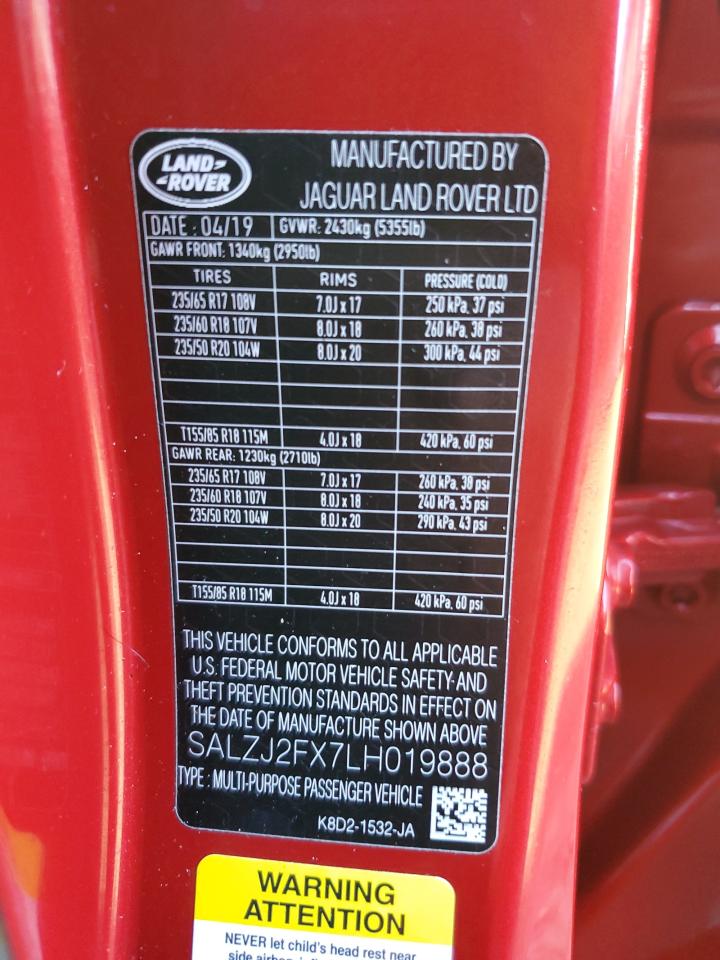 LAND-
-ROVER
MANUFACTURED BY
JAGUAR LAND ROVER LTD
DATE : 04/19 GVWR: 2430kg (5355lb)
GAWR FRONT: 1340kg (2950lb)
TIRES RIMS PRESSURE (COLD)
235/65 R17 108V 7.0J x 17 250 kPa, 37 psi
235/60 R18 107V 8.0J x 18 260 kPa, 38 psi
235/50 R20 104W 8.0J x 20 300 kPa, 44 psi
T155/85 R18 115M 4.0J x 18 420 kPa, 60 psi
GAWR REAR: 1230kg (2710lb)
235/65 R17 108V 7.0J x 17 260 kPa, 38 psi
235/60 R18 107V 8.0J x 18 240 kPa, 35 psi
235/50 R20 104W 8.0J x 20 290 kPa, 43 psi
T155/85 R18 115M 4.0J x 18 420 kPa, 60 psi
THIS VEHICLE CONFORMS TO ALL APPLICABLE
U.S. FEDERAL MOTOR VEHICLE SAFETY AND
THEFT PREVENTION STANDARDS IN EFFECT ON
THE DATE OF MANUFACTURE SHOWN ABOVE
SALZJ2FX7LH019888
TYPE : MULTI-PURPOSE PASSENGER VEHICLE
K8D2-1532-JA
WARNING
ATTENTION
NEVER let child's head rest near
side